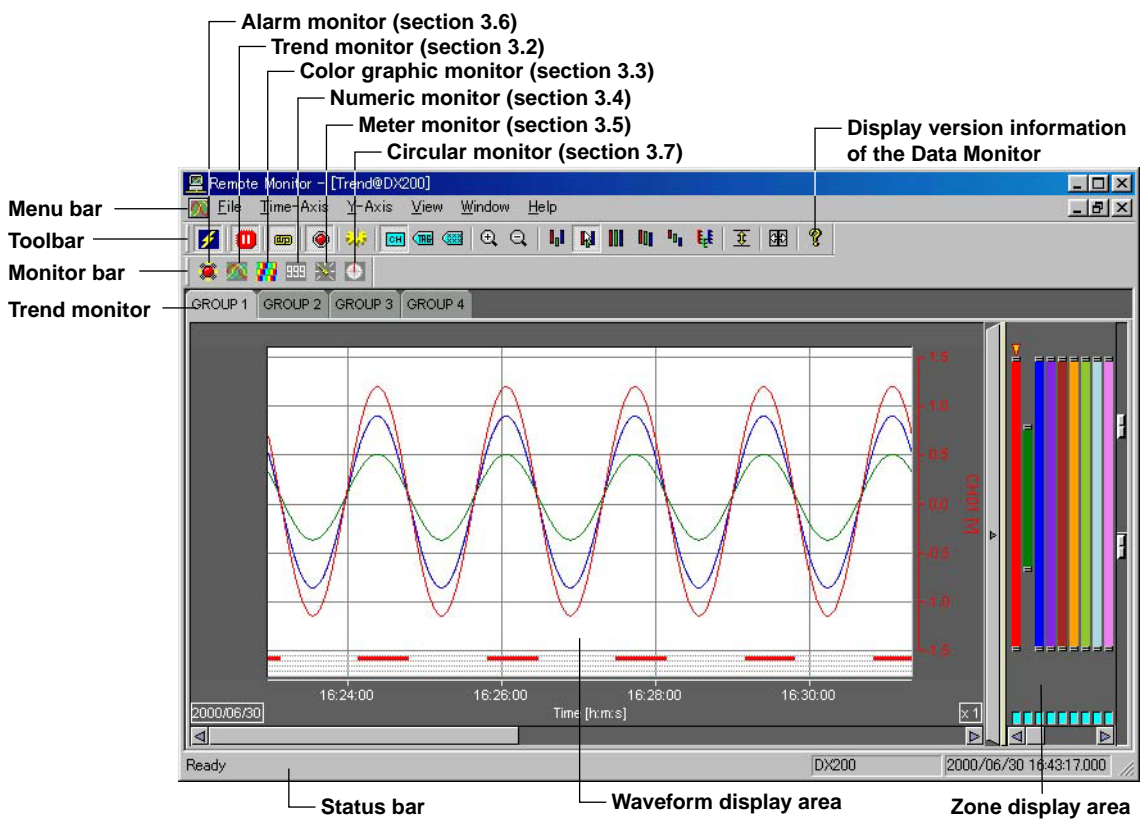 Alarm monitor (section 3.6)
Trend monitor (section 3.2)
Color graphic monitor (section 3.3)
Numeric monitor (section 3.4)
Meter monitor (section 3.5)
Circular monitor (section 3.7)
Display version information
of the Data Monitor
Remote Monitor - [Trend@DX200]
Menu bar
File Time-Axis Y-Axis View Window Help
Toolbar
CH TAG
Monitor bar
999
Trend monitor
GROUP 1 GROUP 2 GROUP 3 GROUP 4
1.5
1.0
0.5
0.0
-0.5
-1.0
-1.5
CH01 [V]
16:24:00 16:26:00 16:28:00 16:30:00
2000/06/30 Time [h:m:s] x 1
Ready DX200 2000/06/30 16:43:17.000
Status bar
Waveform display area
Zone display area